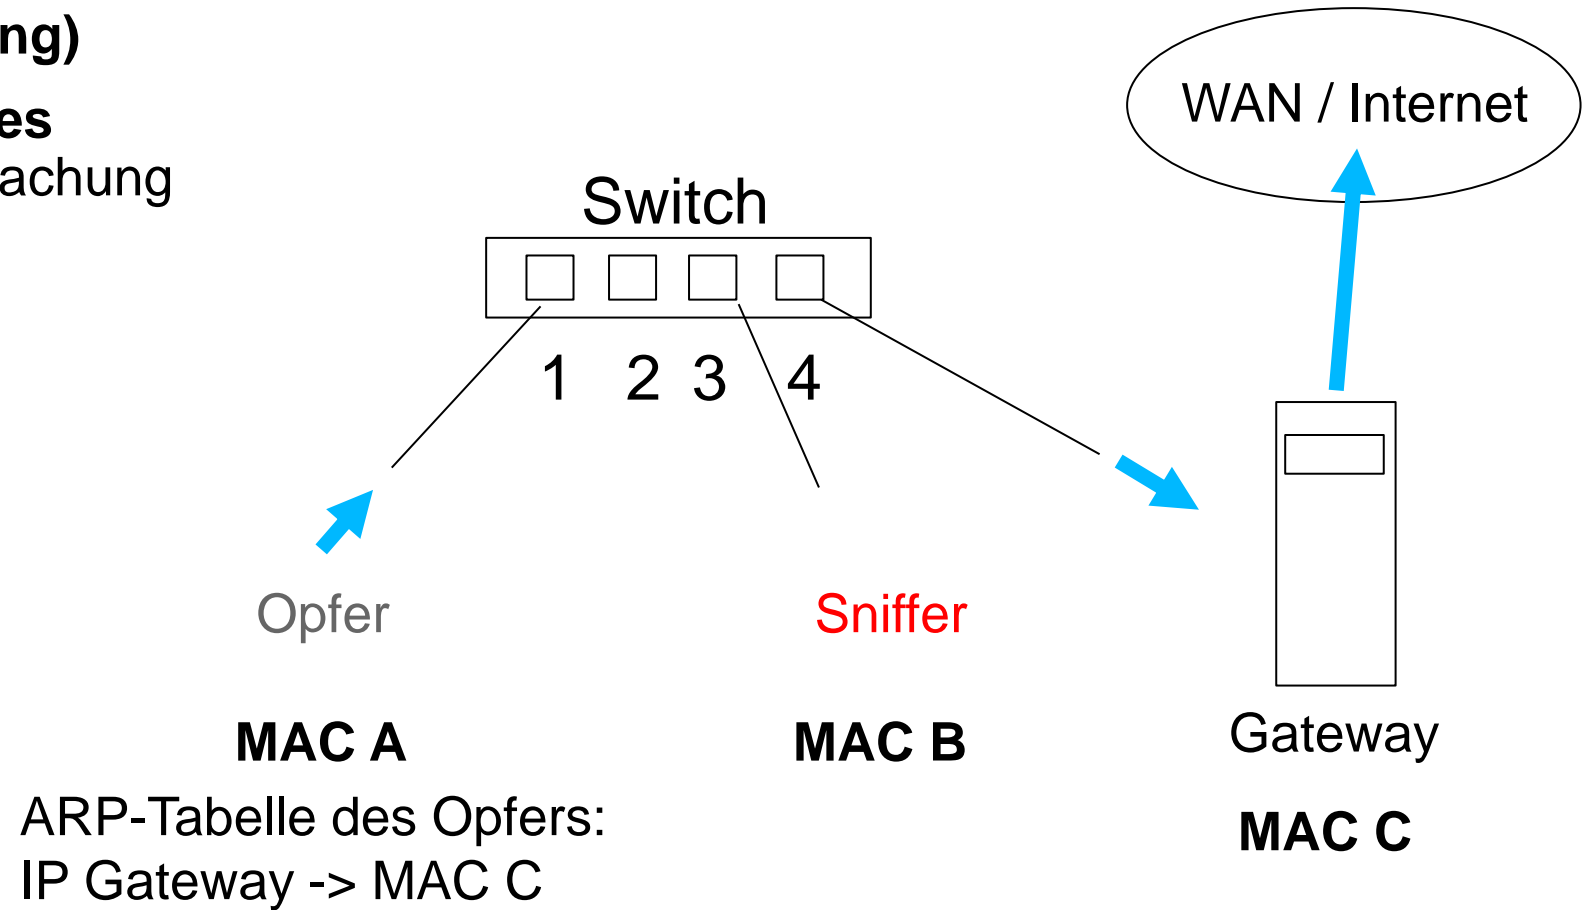 ng)
es
achung
WAN / Internet
Switch
1 2 3 4
Opfer
Sniffer
MAC A
MAC B
Gateway
MAC C
ARP-Tabelle des Opfers:
IP Gateway -> MAC C